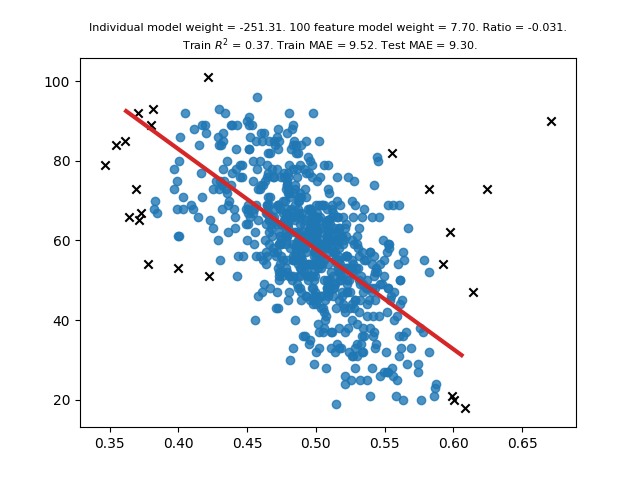 Individual model weight = -251.31. 100 feature model weight = 7.70. Ratio = -0.031.
Train R² = 0.37. Train MAE = 9.52. Test MAE = 9.30.
100
80
60
40
20
0.35 0.40 0.45 0.50 0.55 0.60 0.65